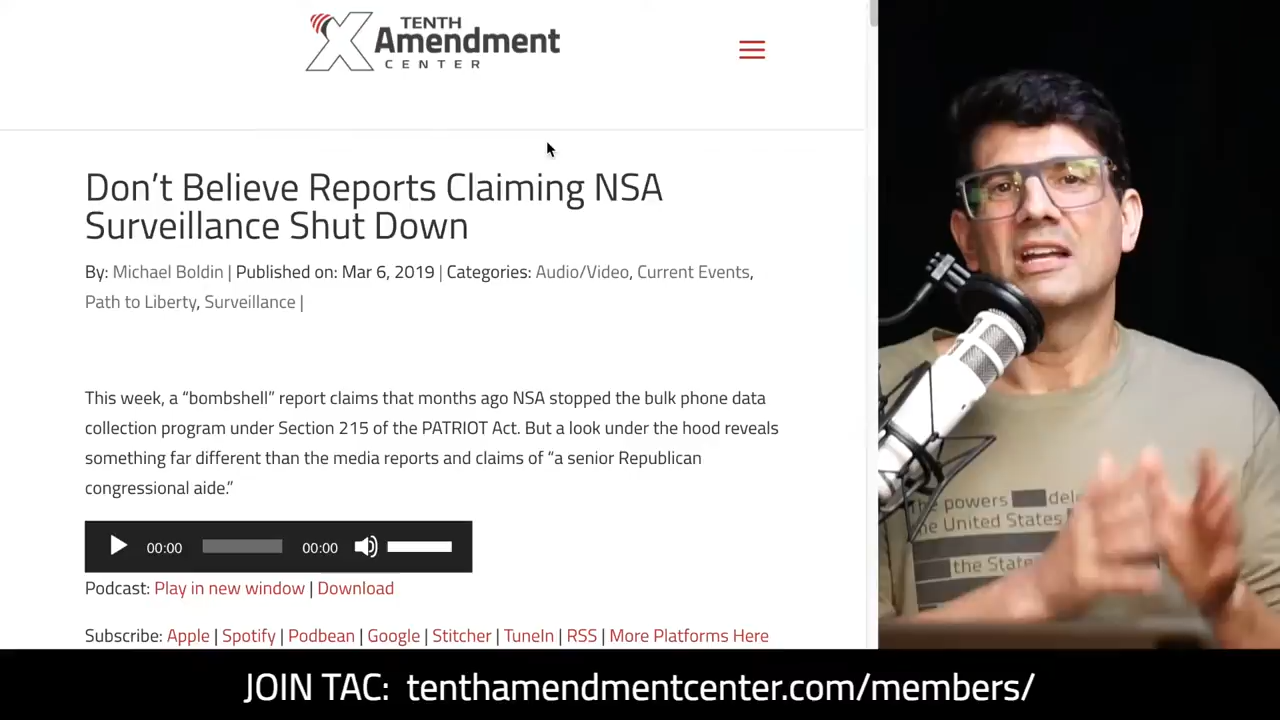 TENTH
Amendment
CENTER
Don't Believe Reports Claiming NSA
Surveillance Shut Down
By: Michael Boldin | Published on: Mar 6, 2019 | Categories: Audio/Video, Current Events,
Path to Liberty, Surveillance |
This week, a “bombshell” report claims that months ago NSA stopped the bulk phone data
collection program under Section 215 of the PATRIOT Act. But a look under the hood reveals
something far different than the media reports and claims of “a senior Republican
congressional aide.”
00:00 00:00
Podcast: Play in new window | Download
Subscribe: Apple | Spotify | Podbean | Google | Stitcher | TuneIn | RSS | More Platforms Here
The powers
the United States
the State
JOIN TAC: tenthamendmentcenter.com/members/